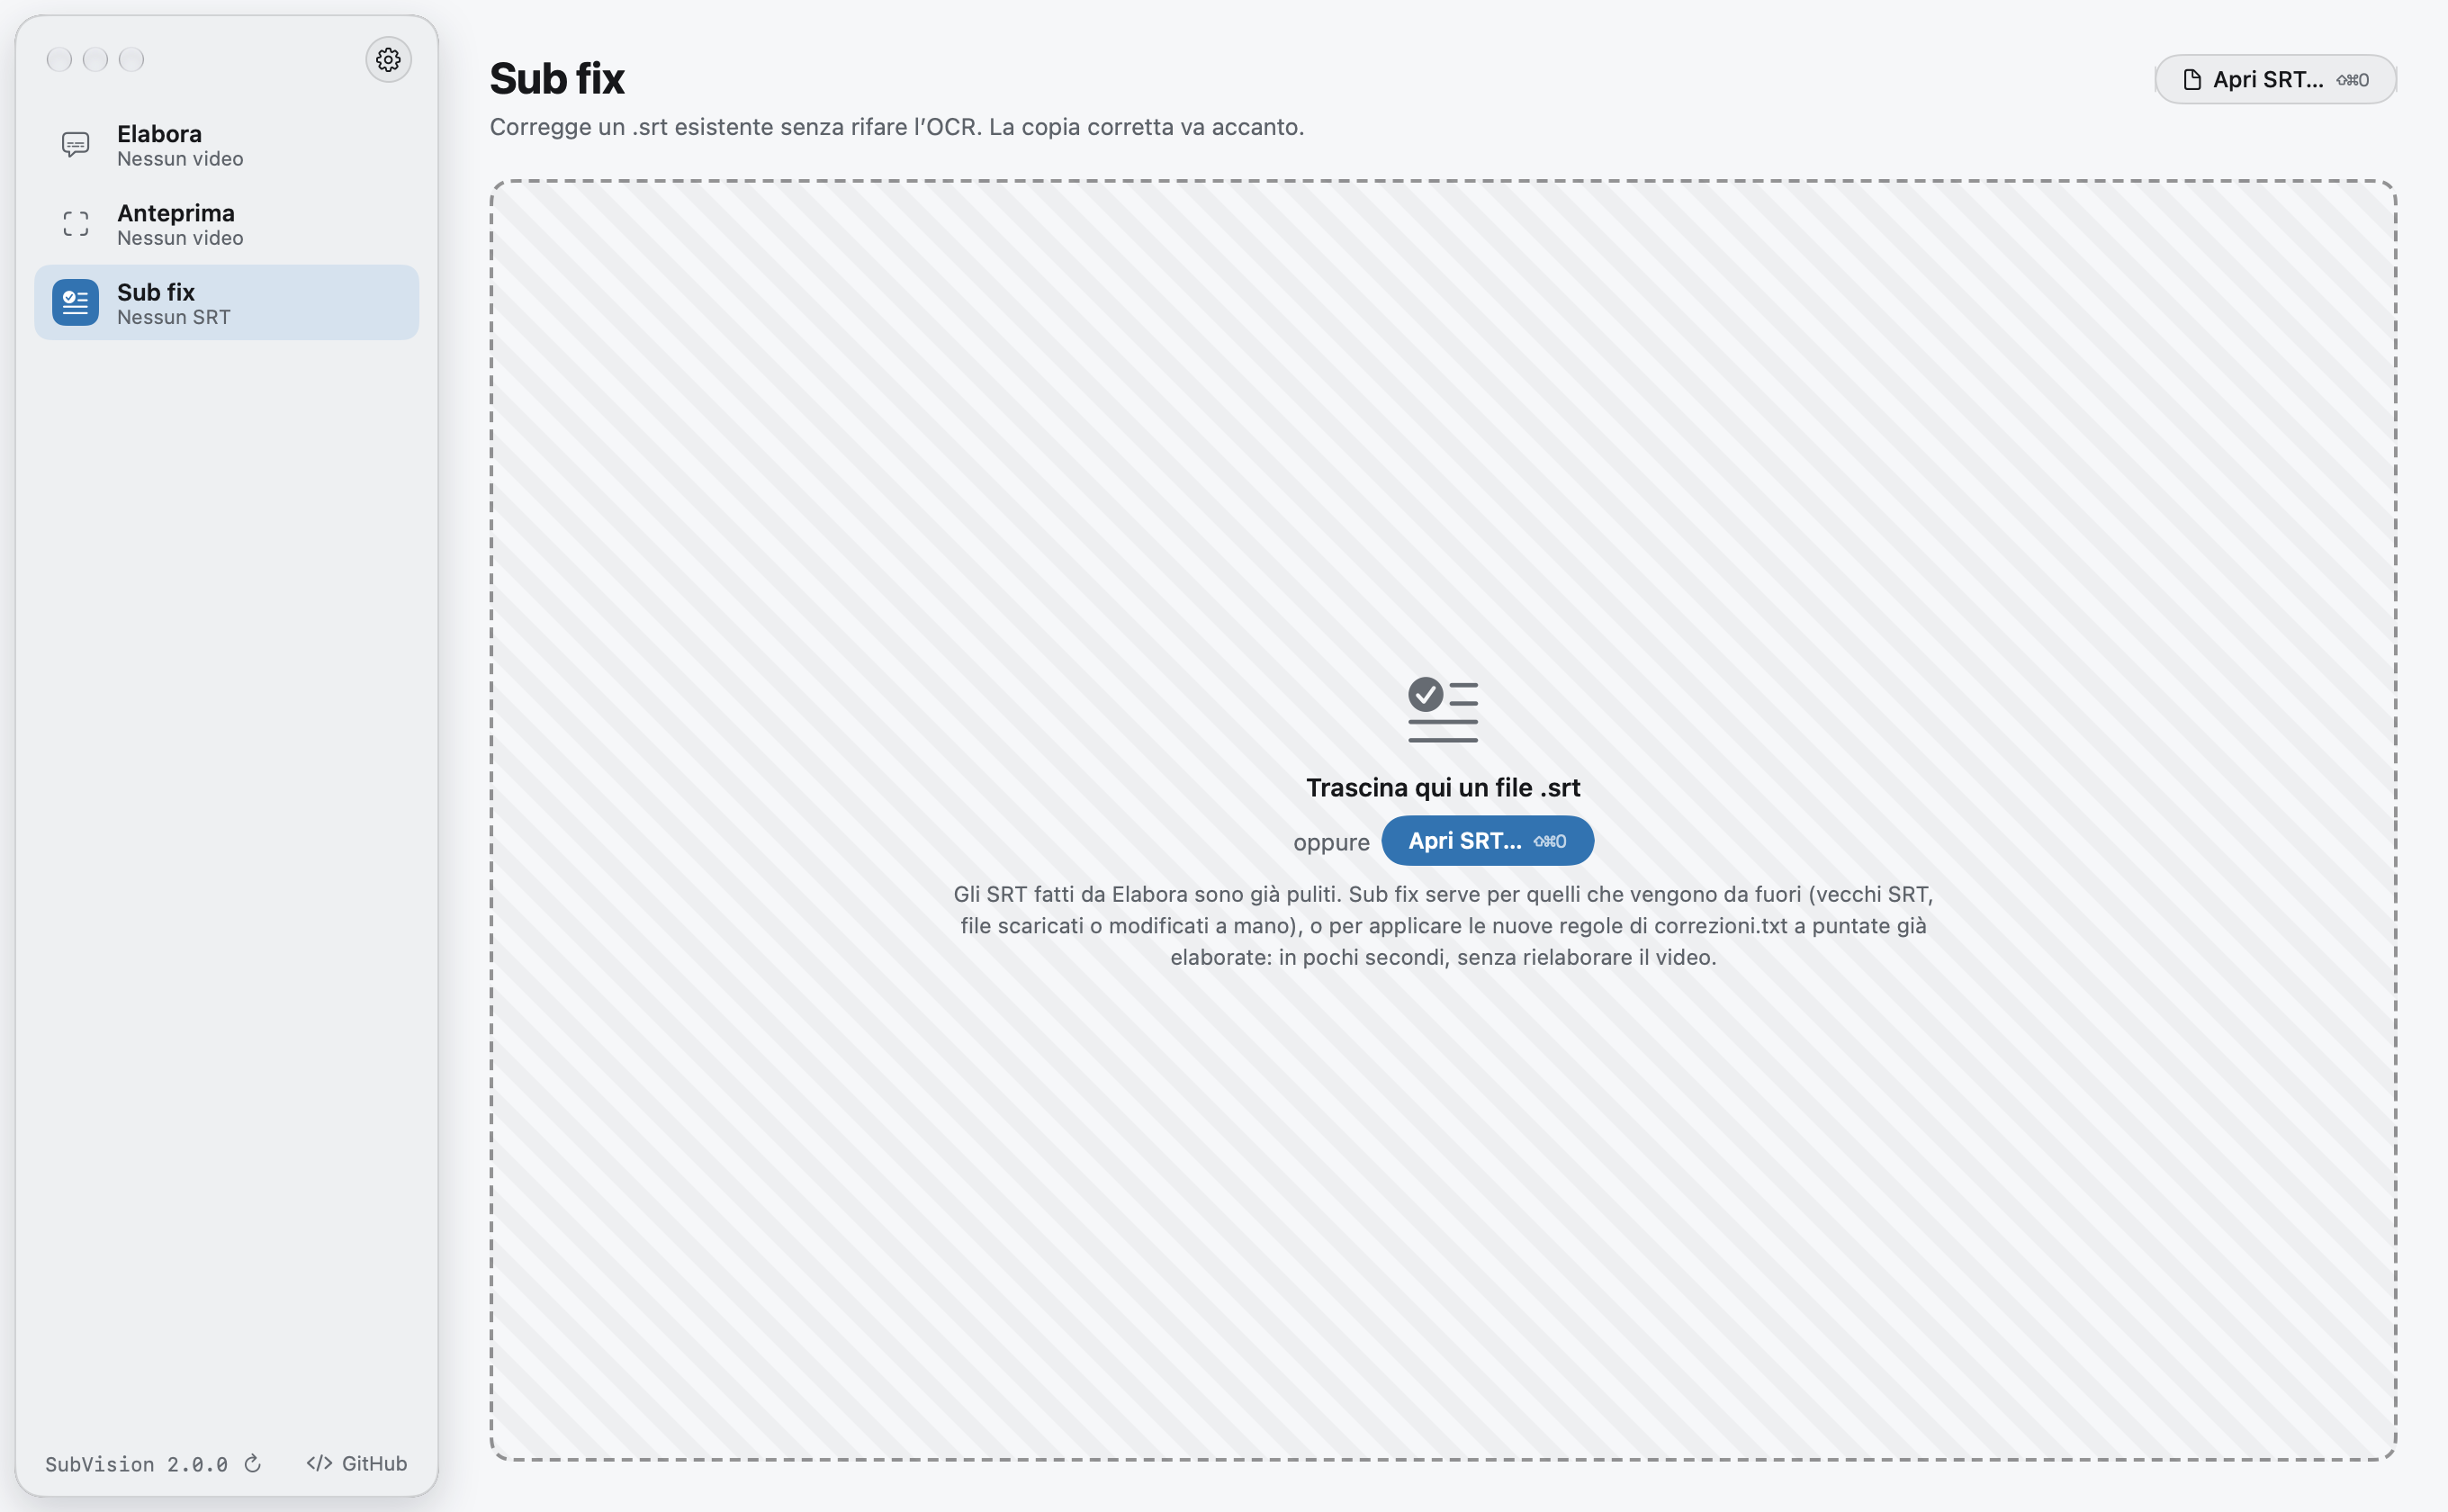 Elabora
Nessun video
Anteprima
Nessun video
Sub fix
Nessun SRT
SubVision 2.0.0
</> GitHub
Sub fix
Corregge un .srt esistente senza rifare l’OCR. La copia corretta va accanto.
Apri SRT... ⇧⌘O
Trascina qui un file .srt
oppure Apri SRT... ⇧⌘O
Gli SRT fatti da Elabora sono già puliti. Sub fix serve per quelli che vengono da fuori (vecchi SRT,
file scaricati o modificati a mano), o per applicare le nuove regole di correzioni.txt a puntate già
elaborate: in pochi secondi, senza rielaborare il video.